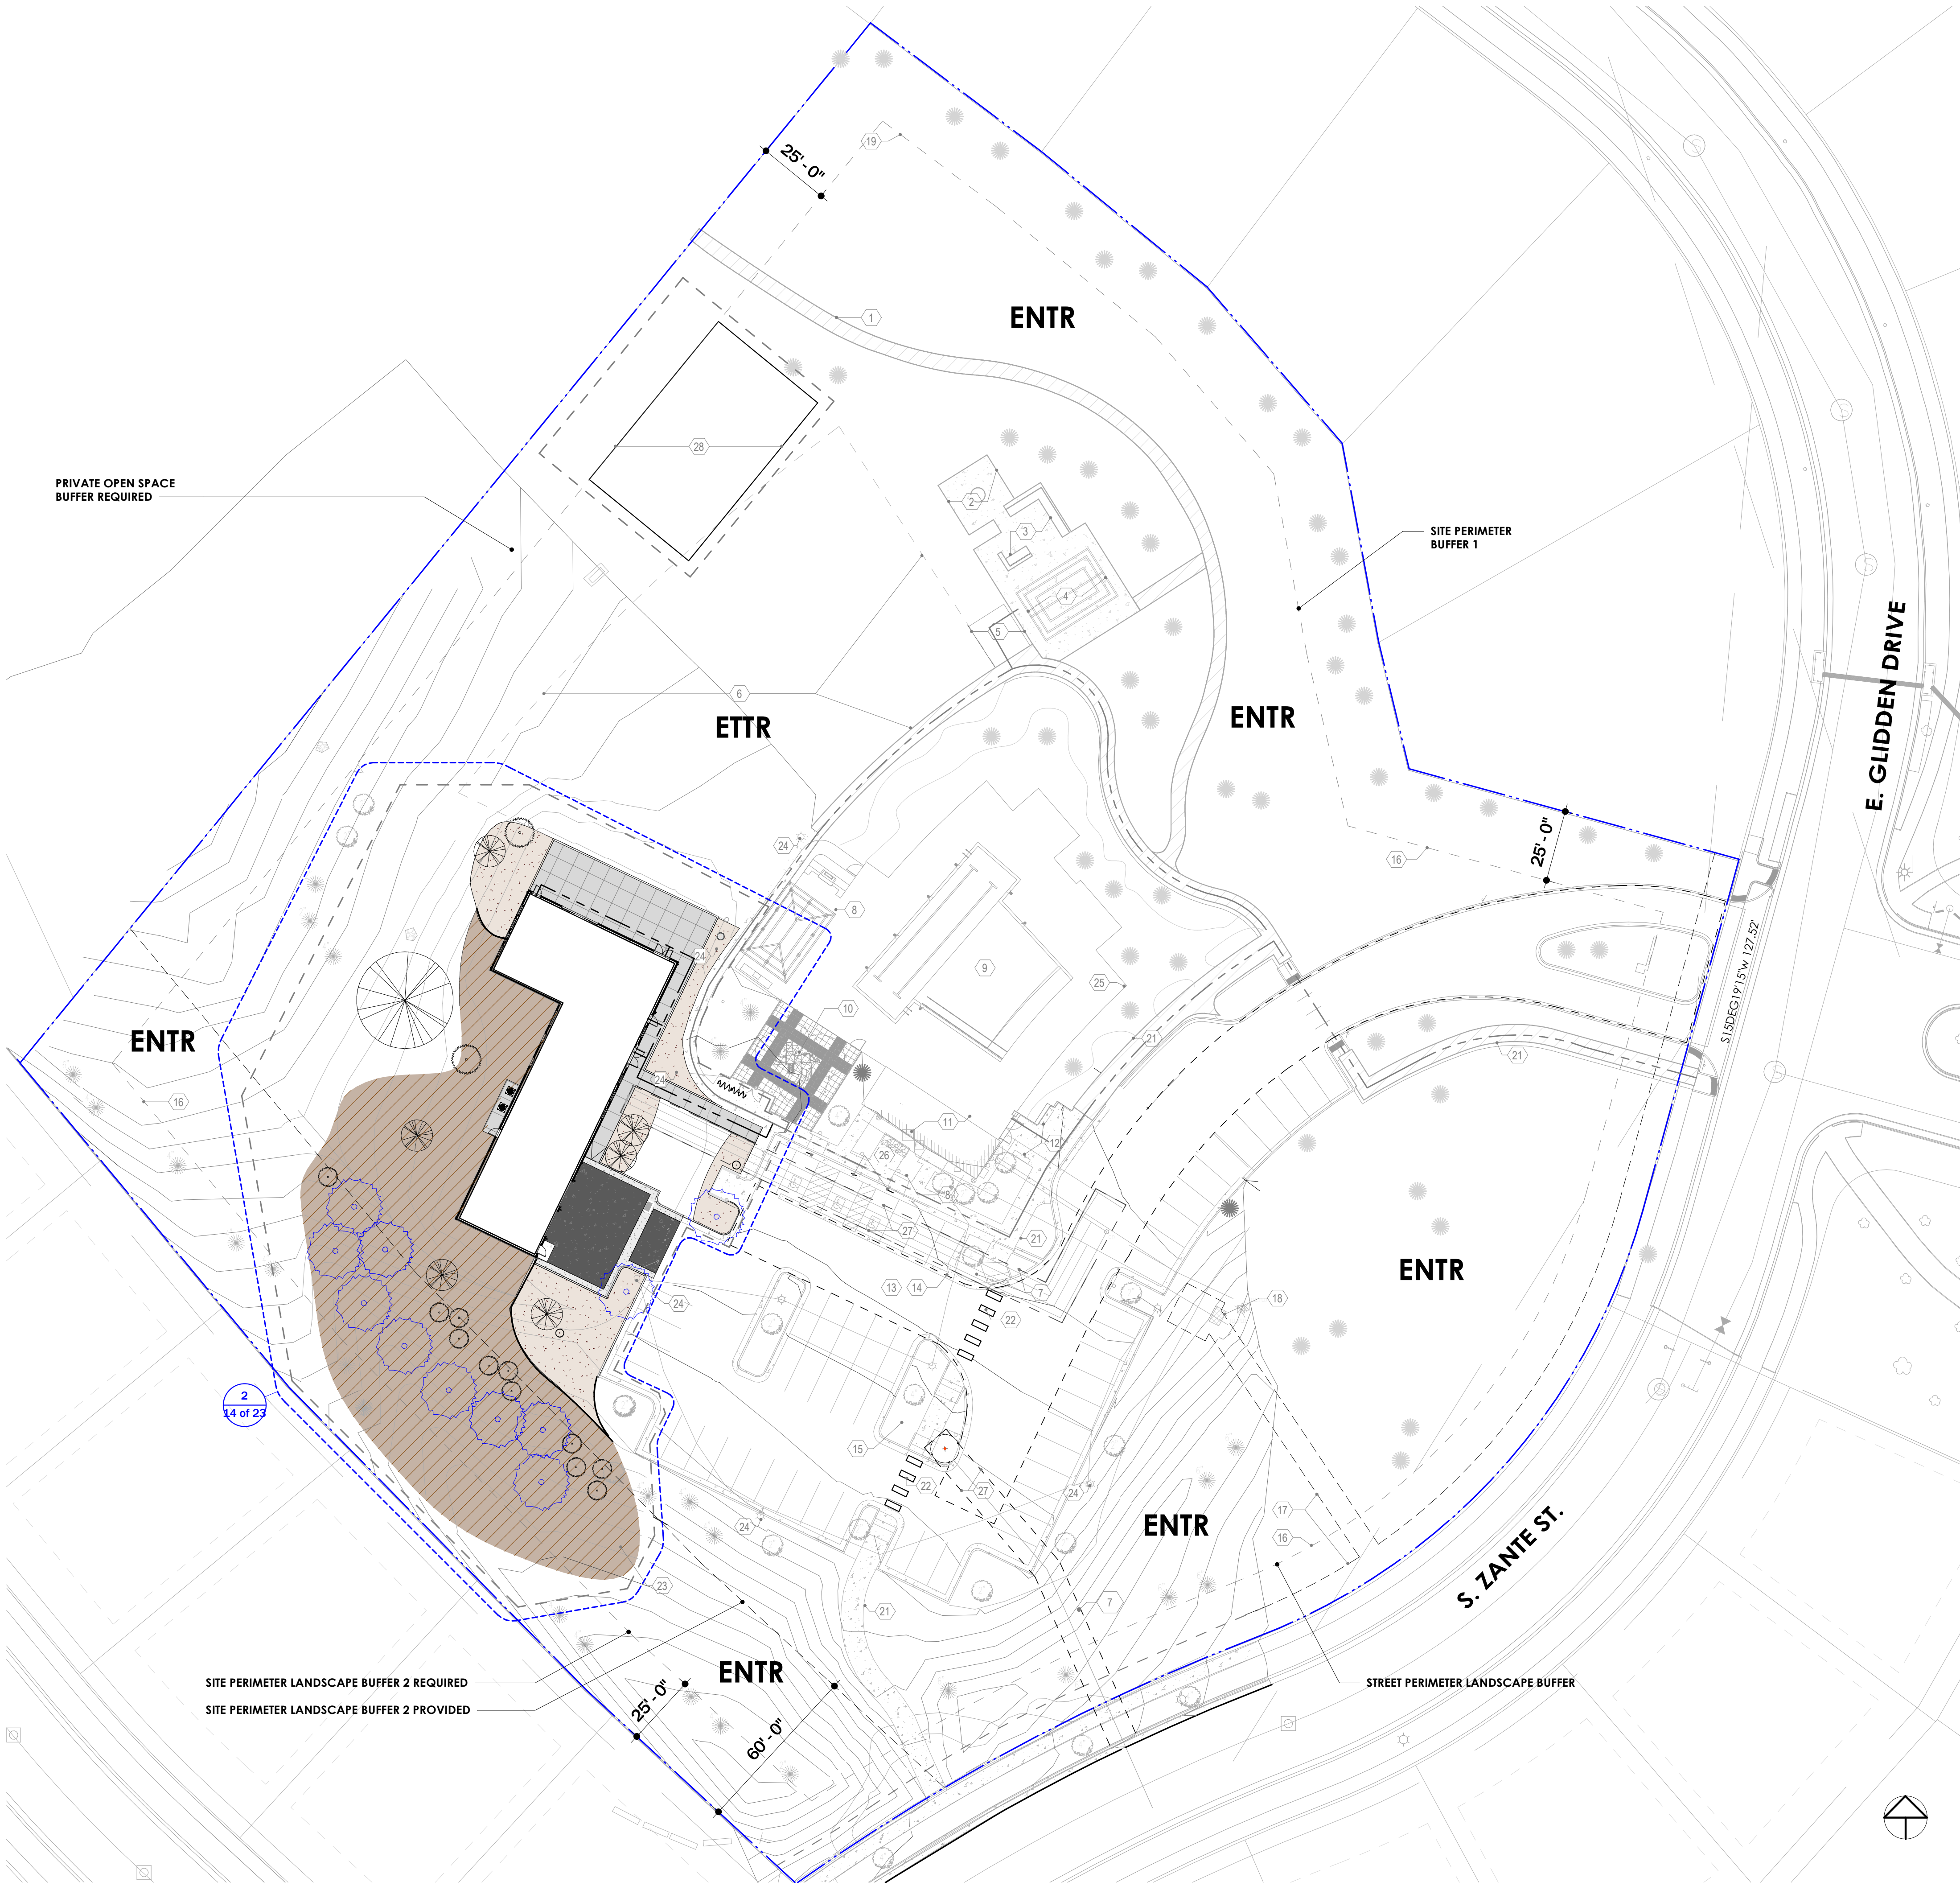 19
25'-0"
1
ENTR
28
PRIVATE OPEN SPACE
BUFFER REQUIRED
2
3
SITE PERIMETER
BUFFER 1
4
5
E. GLIDDEN DRIVE
6
ETTR
ENTR
24
16
25'-0"
8
24
9
25
S15DEG19'15"W 127.52'
10
ENTR
21
21
24
16
11
12
26
8
27
21
ENTR
13
14
7
22
18
24
2
14 of 23
15
22
27
24
17
24
16
ENTR
S. ZANTE ST.
23
21
7
SITE PERIMETER LANDSCAPE BUFFER 2 REQUIRED
SITE PERIMETER LANDSCAPE BUFFER 2 PROVIDED
ENTR
25'-0"
60'-0"
STREET PERIMETER LANDSCAPE BUFFER